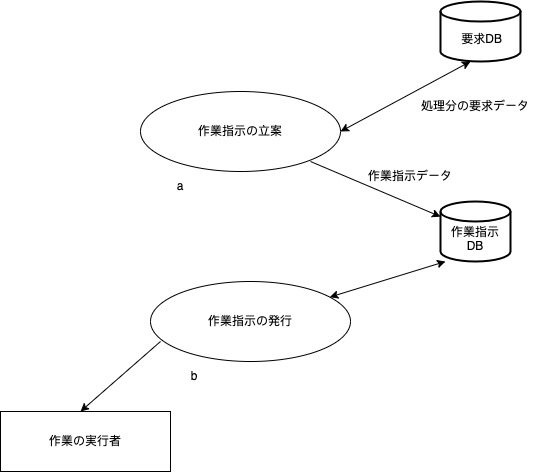 要求DB
処理分の要求データ
作業指示の立案
作業指示データ
a
作業指示
DB
作業指示の発行
b
作業の実行者